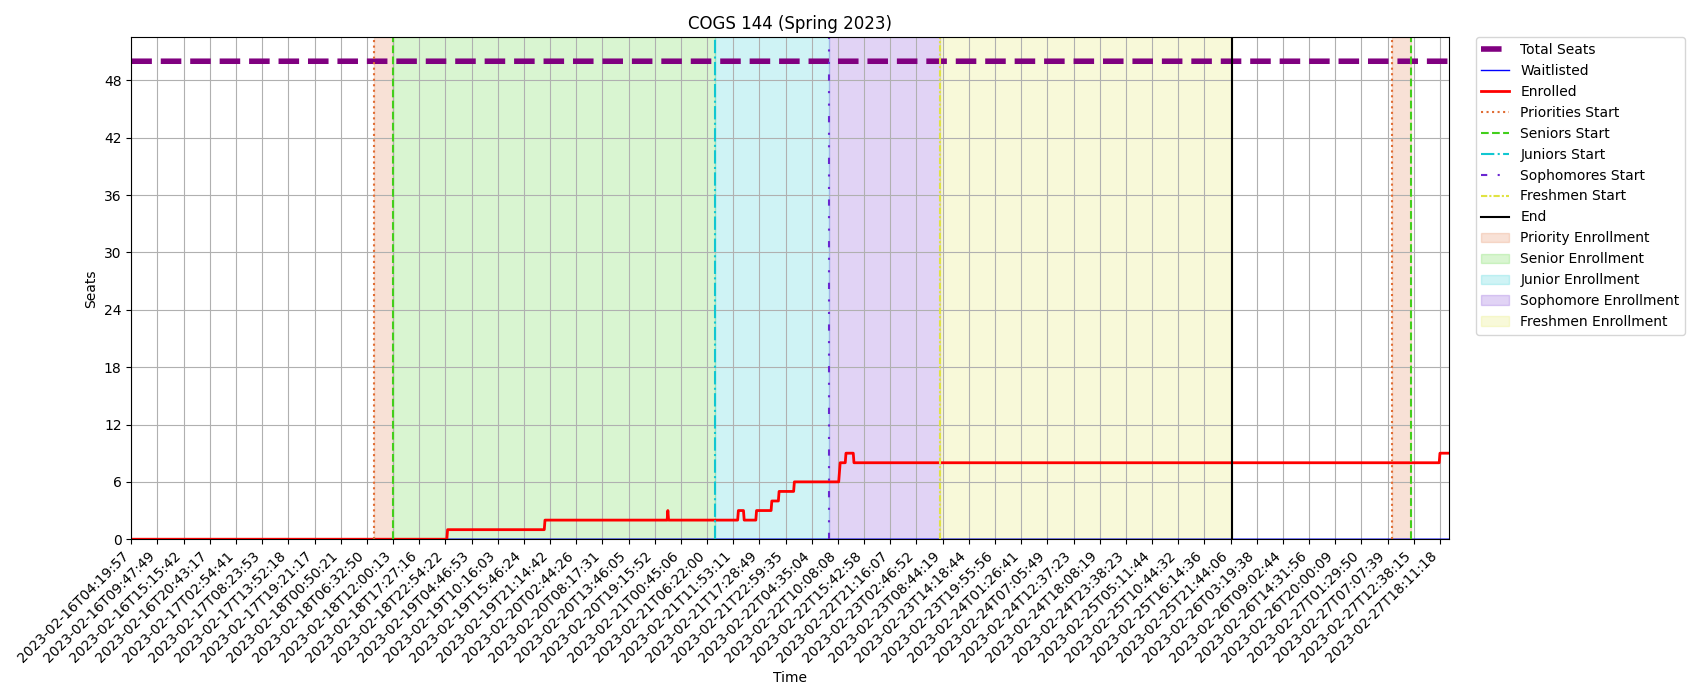 COGS 144 (Spring 2023)
Total Seats
Waitlisted
Enrolled
Priorities Start
Seniors Start
Juniors Start
Sophomores Start
Freshmen Start
End
Priority Enrollment
Senior Enrollment
Junior Enrollment
Sophomore Enrollment
Freshmen Enrollment
Seats
48
42
36
30
24
18
12
6
0
2023-02-16T04:19:57
2023-02-16T09:47:49
2023-02-16T15:15:42
2023-02-16T20:43:17
2023-02-17T02:54:41
2023-02-17T08:23:53
2023-02-17T13:52:18
2023-02-17T19:21:17
2023-02-18T00:50:21
2023-02-18T06:32:50
2023-02-18T12:00:13
2023-02-18T17:27:16
2023-02-18T22:54:22
2023-02-19T04:46:53
2023-02-19T10:16:03
2023-02-19T15:46:24
2023-02-19T21:14:42
2023-02-20T02:44:26
2023-02-20T08:17:31
2023-02-20T13:46:05
2023-02-20T19:15:52
2023-02-21T00:45:06
2023-02-21T06:22:00
2023-02-21T11:53:11
2023-02-21T17:28:49
2023-02-21T22:59:35
2023-02-22T04:35:04
2023-02-22T10:08:08
2023-02-22T15:42:58
2023-02-22T21:16:07
2023-02-23T02:46:52
2023-02-23T08:44:19
2023-02-23T14:18:44
2023-02-23T19:55:56
2023-02-24T01:26:41
2023-02-24T07:05:49
2023-02-24T12:37:23
2023-02-24T18:08:19
2023-02-24T23:38:23
2023-02-25T05:11:44
2023-02-25T10:44:32
2023-02-25T16:14:36
2023-02-25T21:44:06
2023-02-26T03:19:38
2023-02-26T09:02:44
2023-02-26T14:31:56
2023-02-26T20:00:09
2023-02-27T01:29:50
2023-02-27T07:07:39
2023-02-27T12:38:15
2023-02-27T18:11:18
Time